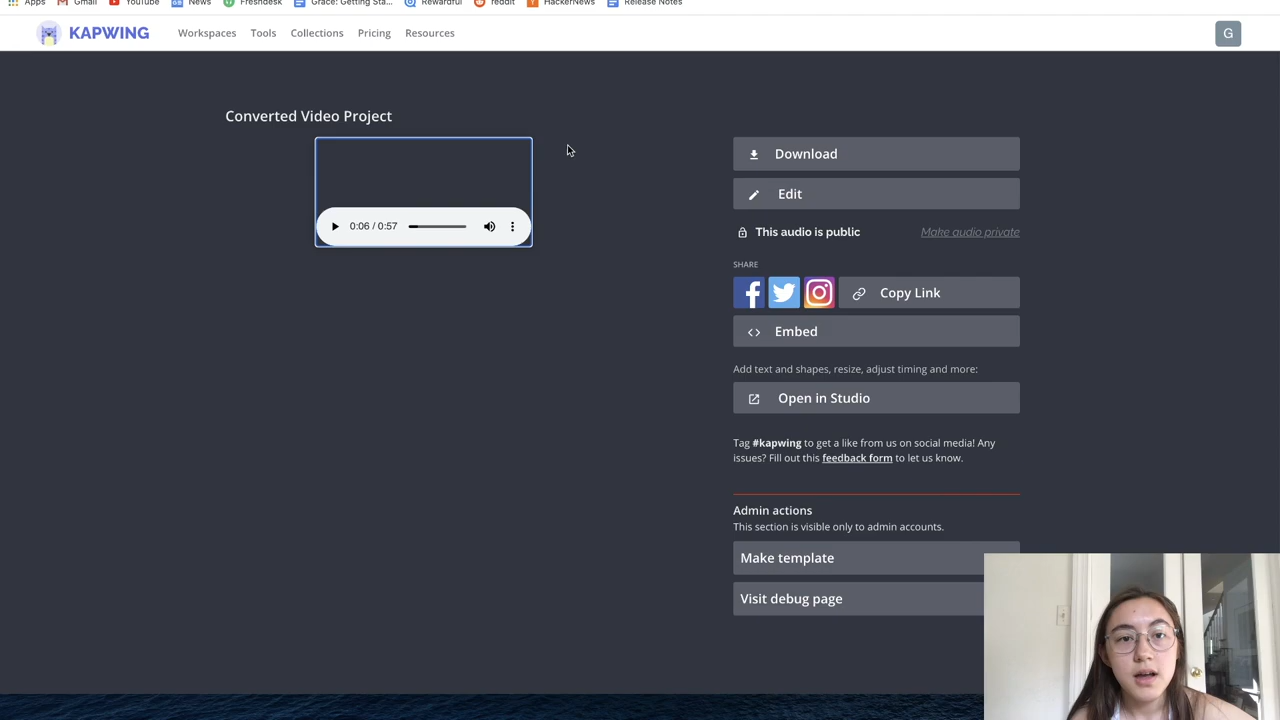 Apps Gmail YouTube News Freshdesk Grace: Getting Sta... Rewardful reddit HackerNews Release Notes
KAPWING Workspaces Tools Collections Pricing Resources G
Converted Video Project
0:06 / 0:57
Download
Edit
This audio is public Make audio private
SHARE
Copy Link
Embed
Add text and shapes, resize, adjust timing and more:
Open in Studio
Tag #kapwing to get a like from us on social media! Any
issues? Fill out this feedback form to let us know.
Admin actions
This section is visible only to admin accounts.
Make template
Visit debug page